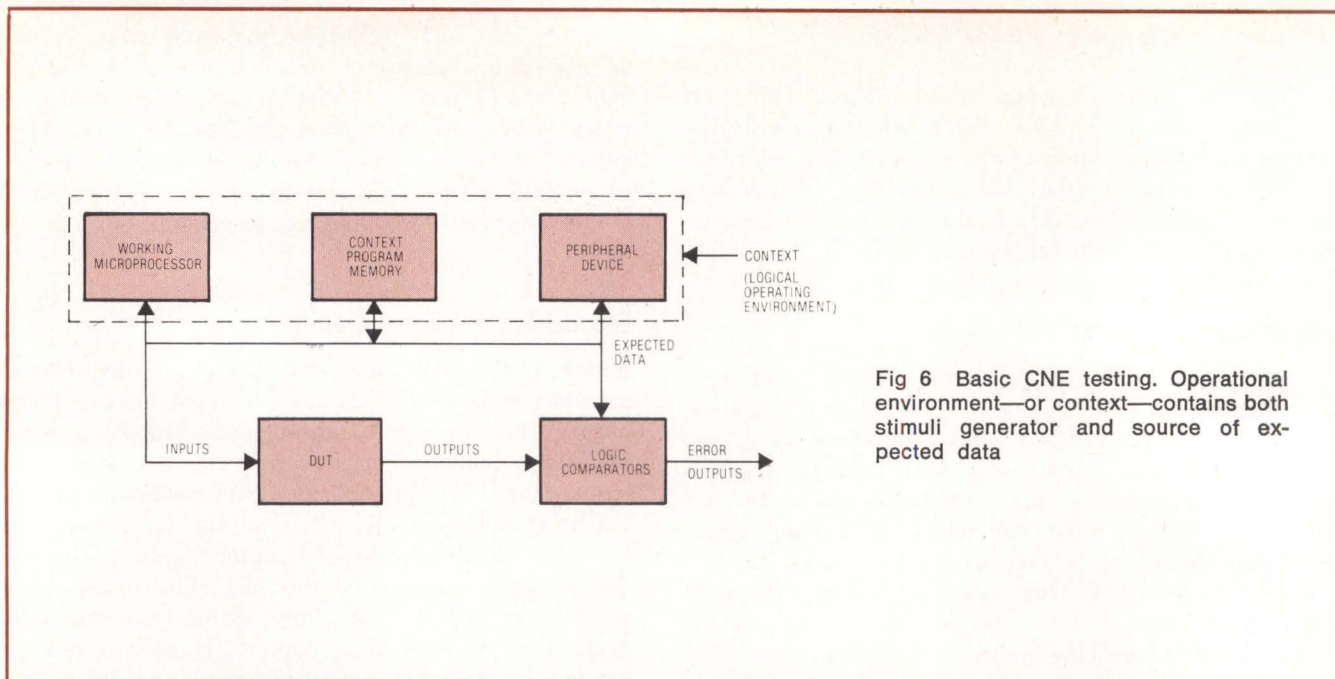 WORKING
MICROPROCESSOR
CONTEXT
PROGRAM
MEMORY
PERIPHERAL
DEVICE
CONTEXT
(LOGICAL
OPERATING
ENVIRONMENT)
EXPECTED
DATA
INPUTS
DUT
OUTPUTS
LOGIC
COMPARATORS
ERROR
OUTPUTS
Fig 6 Basic CNE testing. Operational
environment—or context—contains both
stimuli generator and source of ex-
pected data